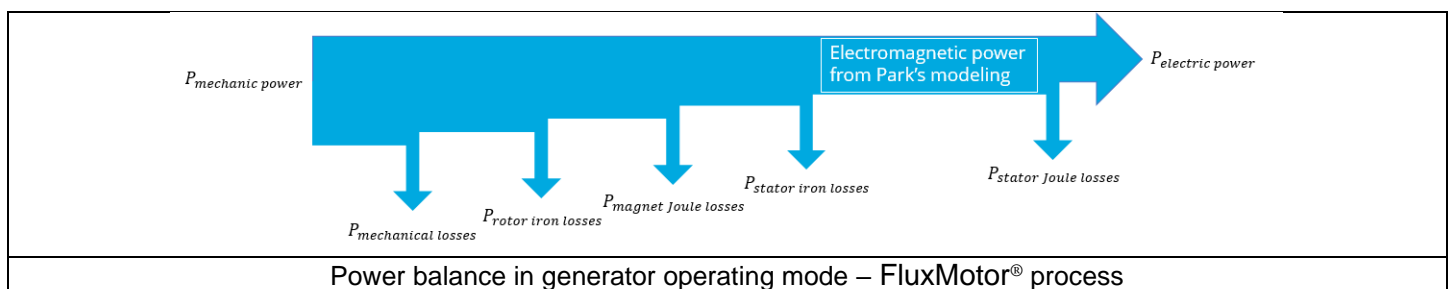 Electromagnetic power
from Park's modeling
P_mechanic power
P_electric power
P_mechanical losses
P_rotor iron losses
P_magnet Joule losses
P_stator iron losses
P_stator Joule losses
Power balance in generator operating mode – FluxMotor® process